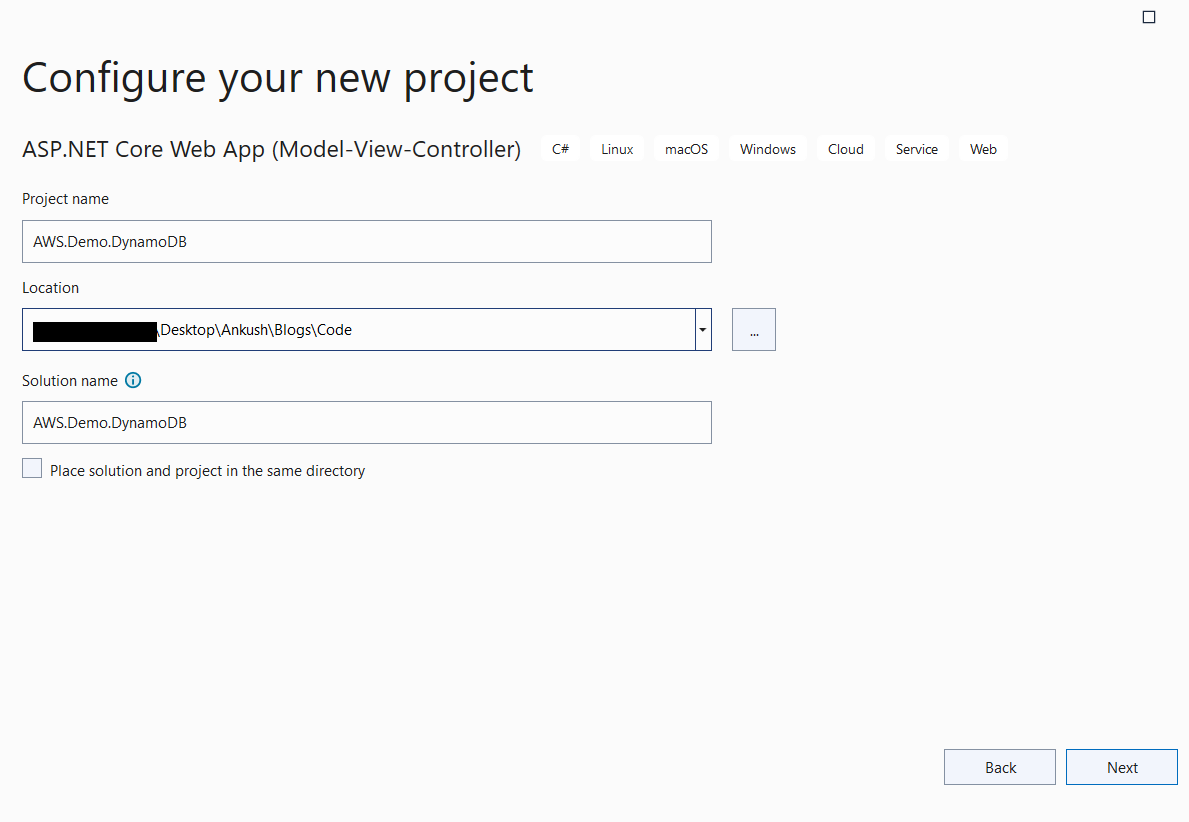 Configure your new project
ASP.NET Core Web App (Model-View-Controller) C# Linux macOS Windows Cloud Service Web
Project name
AWS.Demo.DynamoDB
Location
\Desktop\Ankush\Blogs\Code
...
Solution name
AWS.Demo.DynamoDB
Place solution and project in the same directory
Back Next